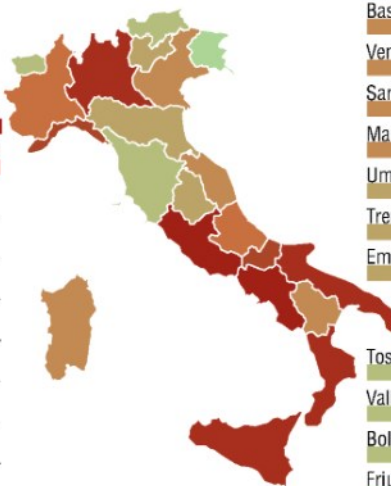 Bas
Ver
Sar
Ma
Um
Tre
Em
Tos
Val
Bol
Friu